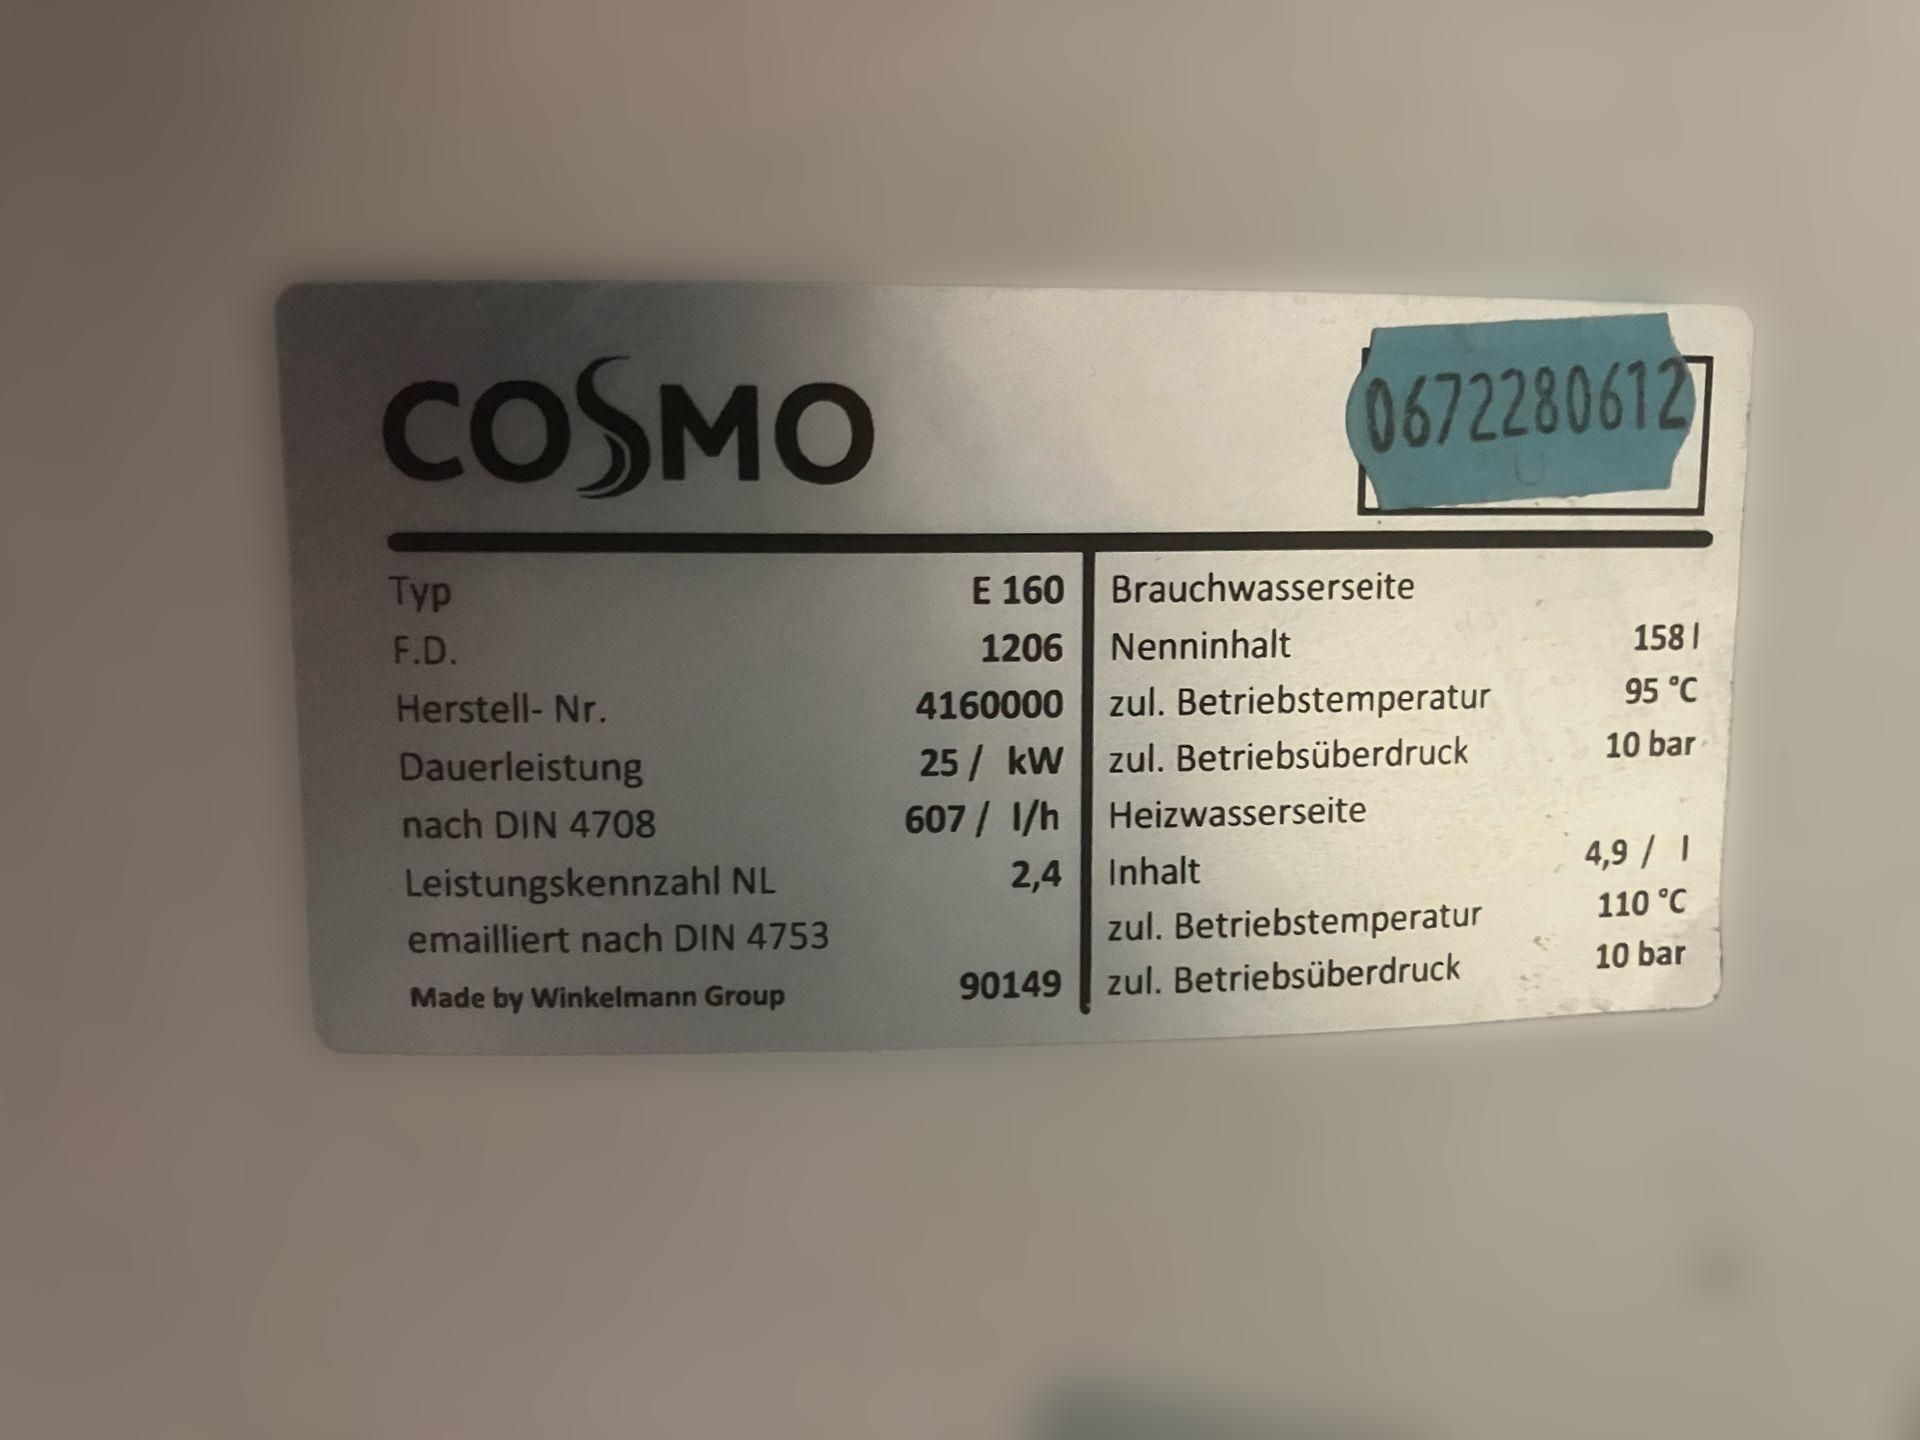 COSMO
0672280612
Typ E 160
F.D. 1206
Herstell- Nr. 4160000
Dauerleistung 25 / kW
nach DIN 4708 607 / l/h
Leistungskennzahl NL 2,4
emailliert nach DIN 4753
Made by Winkelmann Group 90149
Brauchwasserseite
Nenninhalt 158 l
zul. Betriebstemperatur 95 °C
zul. Betriebsüberdruck 10 bar
Heizwasserseite
Inhalt 4,9 / l
zul. Betriebstemperatur 110 °C
zul. Betriebsüberdruck 10 bar